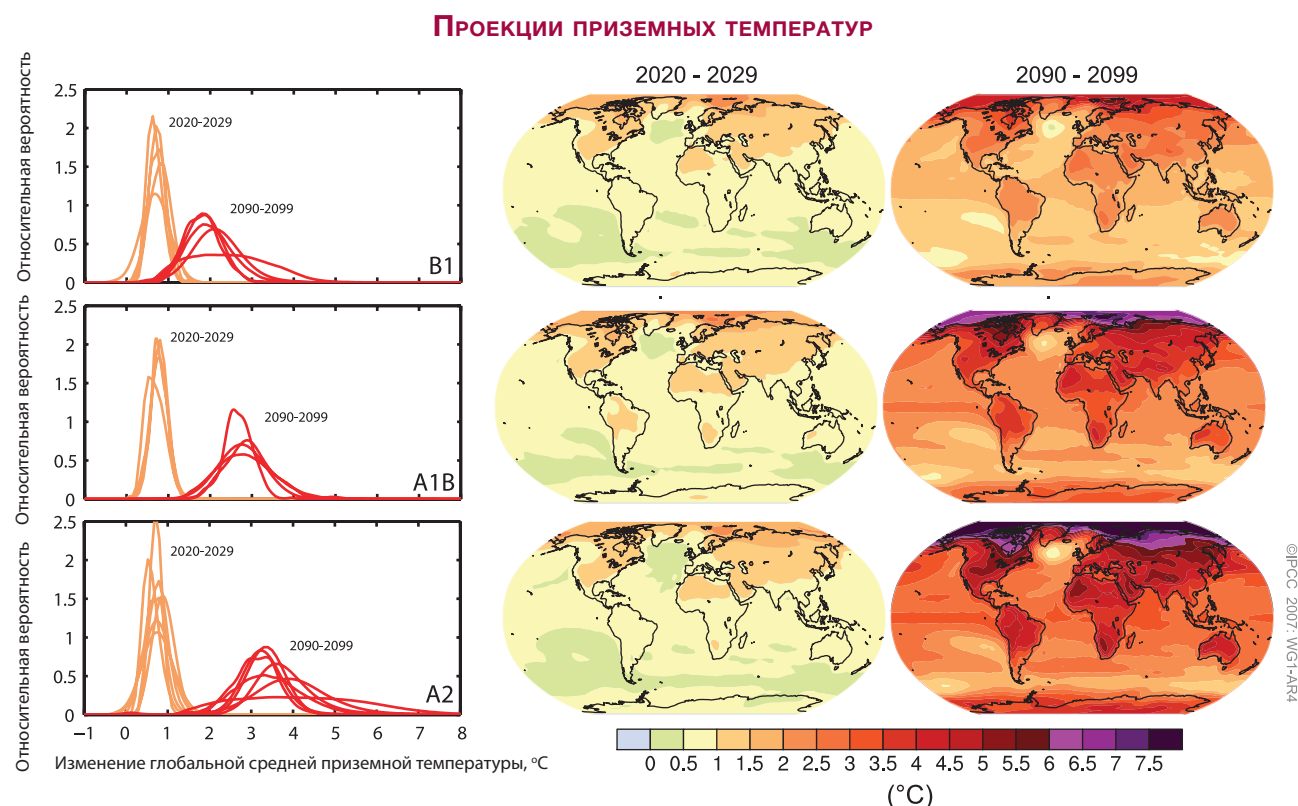 Проекции приземных температур
2020 - 2029
2090 - 2099
Относительная вероятность
2.5
2
1.5
1
0.5
0
2020-2029
2090-2099
B1
Относительная вероятность
2.5
2
1.5
1
0.5
0
2020-2029
2090-2099
A1B
Относительная вероятность
2.5
2
1.5
1
0.5
0
2020-2029
2090-2099
A2
−1 0 1 2 3 4 5 6 7 8
Изменение глобальной средней приземной температуры, °C
0 0.5 1 1.5 2 2.5 3 3.5 4 4.5 5 5.5 6 6.5 7 7.5
(°C)
©IPCC 2007: WG1-AR4